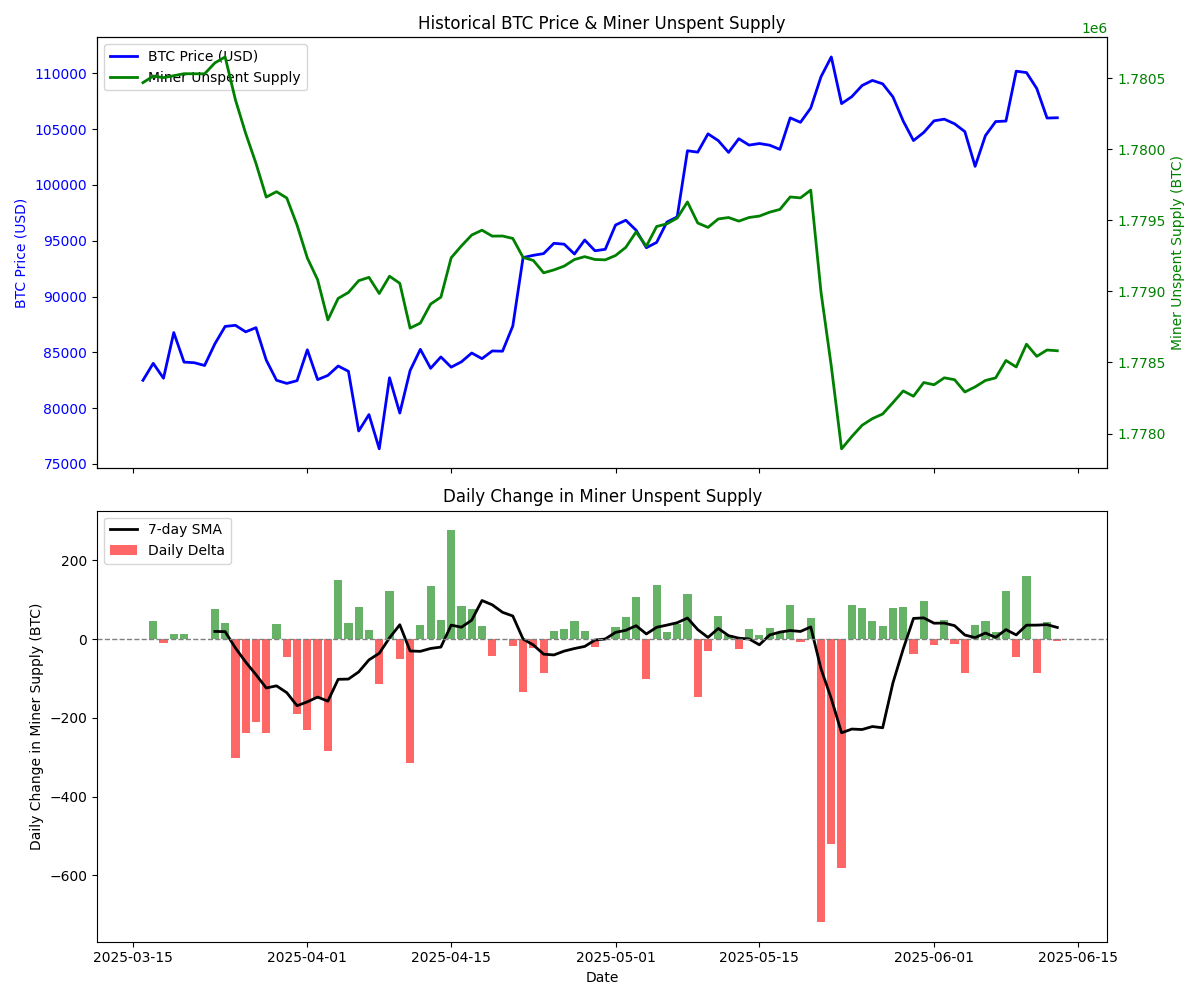 Historical BTC Price & Miner Unspent Supply
1e6
BTC Price (USD)
Miner Unspent Supply
110000
105000
100000
95000
90000
85000
80000
75000
BTC Price (USD)
1.7805
1.7800
1.7795
1.7790
1.7785
1.7780
Miner Unspent Supply (BTC)
Daily Change in Miner Unspent Supply
7-day SMA
Daily Delta
200
0
−200
−400
−600
Daily Change in Miner Supply (BTC)
2025-03-15
2025-04-01
2025-04-15
2025-05-01
2025-05-15
2025-06-01
2025-06-15
Date